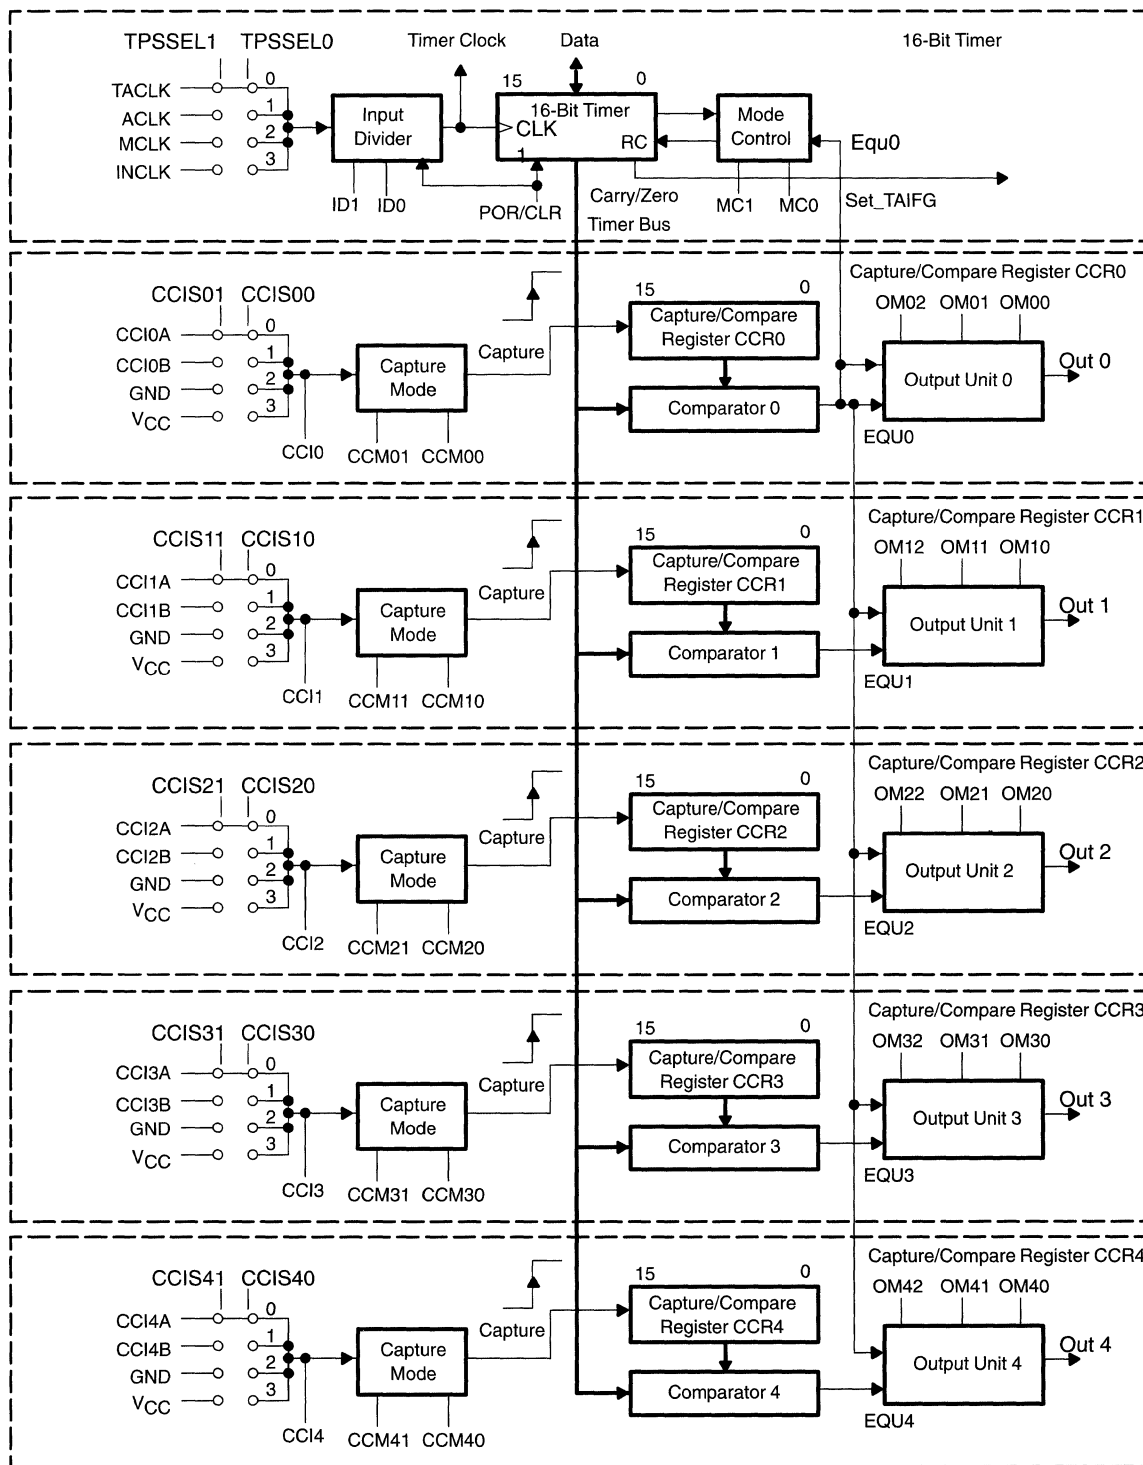 TPSSEL1 TPSSEL0 Timer Clock Data 16-Bit Timer
TACLK 0 15 0
ACLK 1 Input 16-Bit Timer Mode
MCLK 2 Divider CLK RC Control Equ0
INCLK 3 1
ID1 ID0 POR/CLR Carry/Zero MC1 MC0 Set_TAIFG
Timer Bus
Capture/Compare Register CCR0
CCIS01 CCIS00 15 0 OM02 OM01 OM00
CCI0A 0 Capture/Compare
CCI0B 1 Capture Capture Register CCR0 Out 0
GND 2 Mode Output Unit 0
VCC 3 Comparator 0
CCI0 CCM01 CCM00 EQU0
Capture/Compare Register CCR1
CCIS11 CCIS10 15 0 OM12 OM11 OM10
CCI1A 0 Capture/Compare
CCI1B 1 Capture Capture Register CCR1 Out 1
GND 2 Mode Output Unit 1
VCC 3 Comparator 1
CCI1 CCM11 CCM10 EQU1
Capture/Compare Register CCR2
CCIS21 CCIS20 15 0 OM22 OM21 OM20
CCI2A 0 Capture/Compare
CCI2B 1 Capture Capture Register CCR2 Out 2
GND 2 Mode Output Unit 2
VCC 3 Comparator 2
CCI2 CCM21 CCM20 EQU2
Capture/Compare Register CCR3
CCIS31 CCIS30 15 0 OM32 OM31 OM30
CCI3A 0 Capture/Compare
CCI3B 1 Capture Capture Register CCR3 Out 3
GND 2 Mode Output Unit 3
VCC 3 Comparator 3
CCI3 CCM31 CCM30 EQU3
Capture/Compare Register CCR4
CCIS41 CCIS40 15 0 OM42 OM41 OM40
CCI4A 0 Capture/Compare
CCI4B 1 Capture Capture Register CCR4 Out 4
GND 2 Mode Output Unit 4
VCC 3 Comparator 4
CCI4 CCM41 CCM40 EQU4